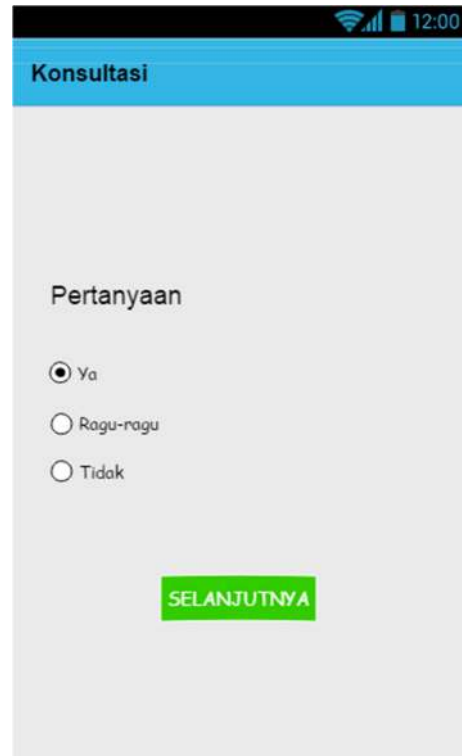 12:00
Konsultasi
Pertanyaan
Ya
Ragu-ragu
Tidak
SELANJUTNYA